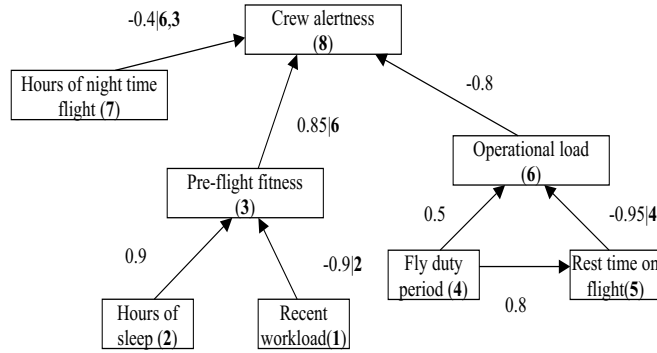 -0.4|6,3
Crew alertness
(8)
Hours of night time
flight (7)
-0.8
0.85|6
Operational load
(6)
Pre-flight fitness
(3)
0.5
-0.95|4
0.9
-0.9|2
Fly duty
period (4)
Rest time on
flight(5)
0.8
Hours of
sleep (2)
Recent
workload(1)